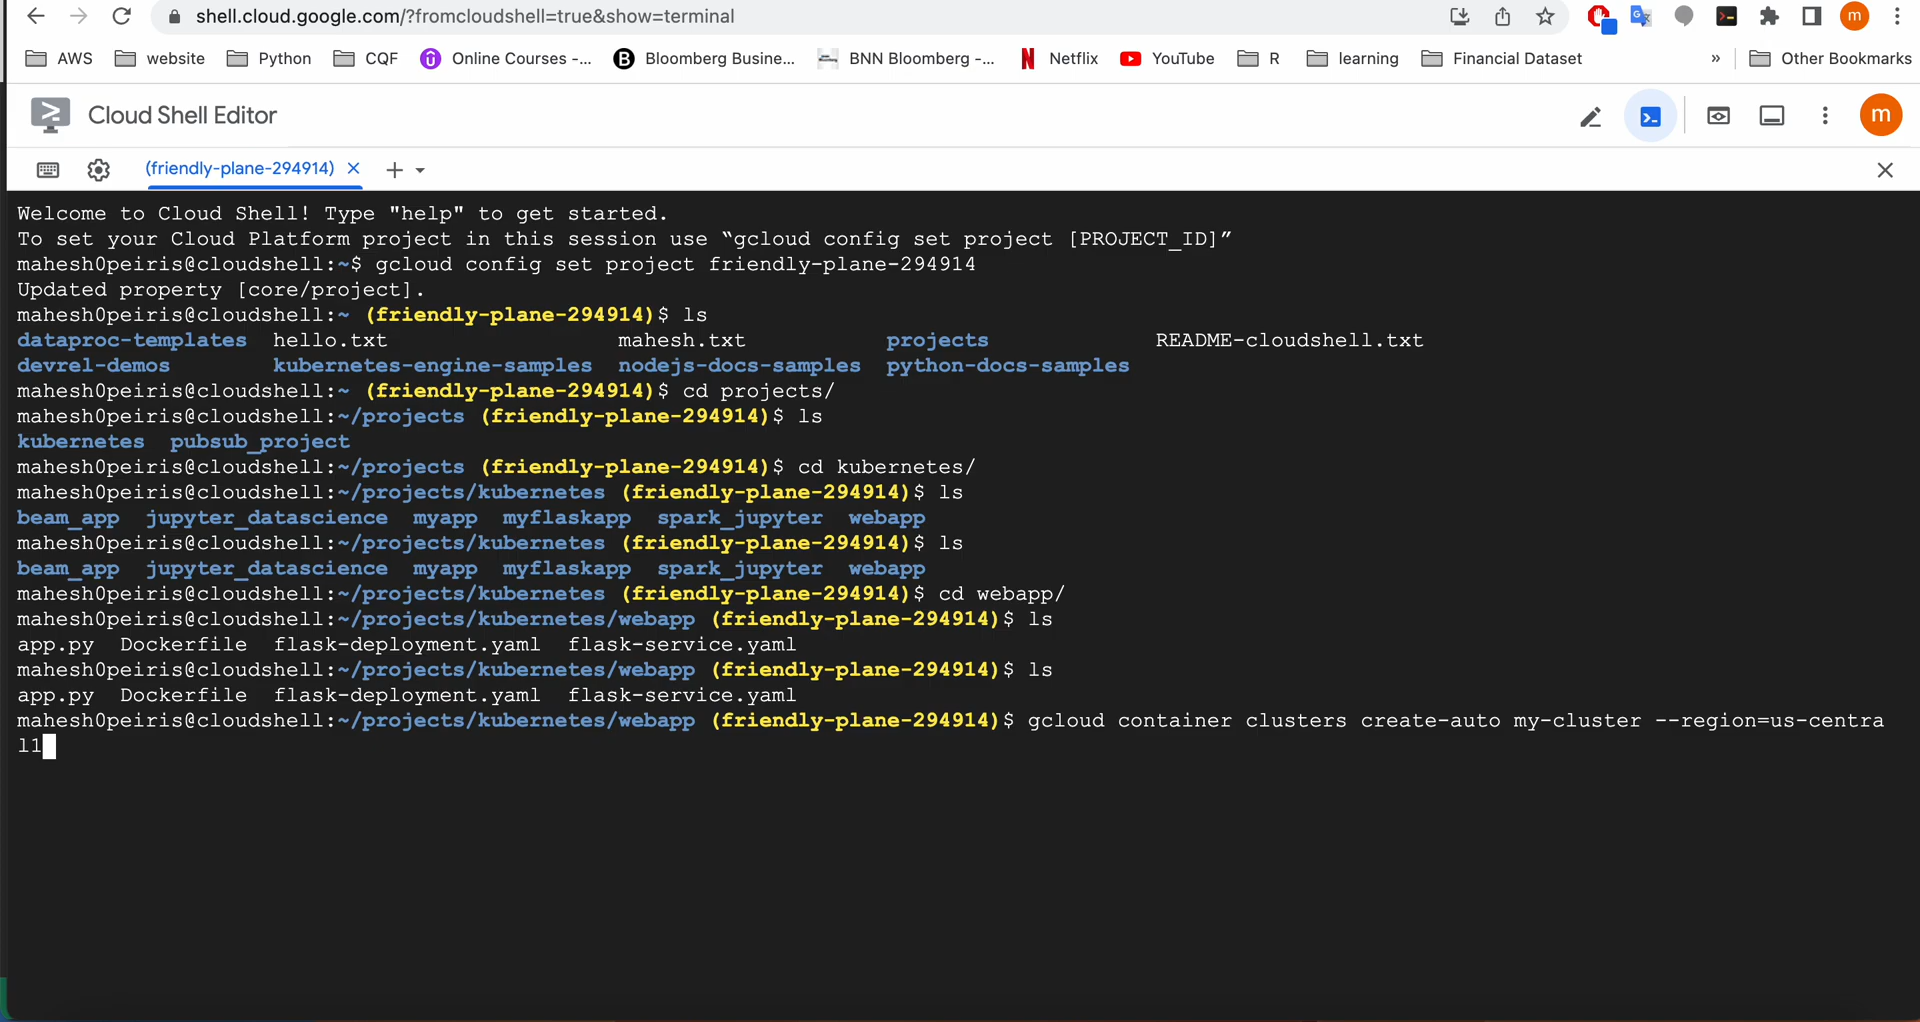 shell.cloud.google.com/?fromcloudshell=true&show=terminal
m
AWS website Python CQF Online Courses -... Bloomberg Busine... BNN Bloomberg -... Netflix YouTube R learning Financial Dataset » Other Bookmarks
Cloud Shell Editor
m
(friendly-plane-294914)
Welcome to Cloud Shell! Type "help" to get started.
To set your Cloud Platform project in this session use “gcloud config set project [PROJECT_ID]”
mahesh0peiris@cloudshell:~$ gcloud config set project friendly-plane-294914
Updated property [core/project].
mahesh0peiris@cloudshell:~ (friendly-plane-294914)$ ls
dataproc-templates hello.txt mahesh.txt projects README-cloudshell.txt
devrel-demos kubernetes-engine-samples nodejs-docs-samples python-docs-samples
mahesh0peiris@cloudshell:~ (friendly-plane-294914)$ cd projects/
mahesh0peiris@cloudshell:~/projects (friendly-plane-294914)$ ls
kubernetes pubsub_project
mahesh0peiris@cloudshell:~/projects (friendly-plane-294914)$ cd kubernetes/
mahesh0peiris@cloudshell:~/projects/kubernetes (friendly-plane-294914)$ ls
beam_app jupyter_datascience myapp myflaskapp spark_jupyter webapp
mahesh0peiris@cloudshell:~/projects/kubernetes (friendly-plane-294914)$ ls
beam_app jupyter_datascience myapp myflaskapp spark_jupyter webapp
mahesh0peiris@cloudshell:~/projects/kubernetes (friendly-plane-294914)$ cd webapp/
mahesh0peiris@cloudshell:~/projects/kubernetes/webapp (friendly-plane-294914)$ ls
app.py Dockerfile flask-deployment.yaml flask-service.yaml
mahesh0peiris@cloudshell:~/projects/kubernetes/webapp (friendly-plane-294914)$ ls
app.py Dockerfile flask-deployment.yaml flask-service.yaml
mahesh0peiris@cloudshell:~/projects/kubernetes/webapp (friendly-plane-294914)$ gcloud container clusters create-auto my-cluster --region=us-centra
l1